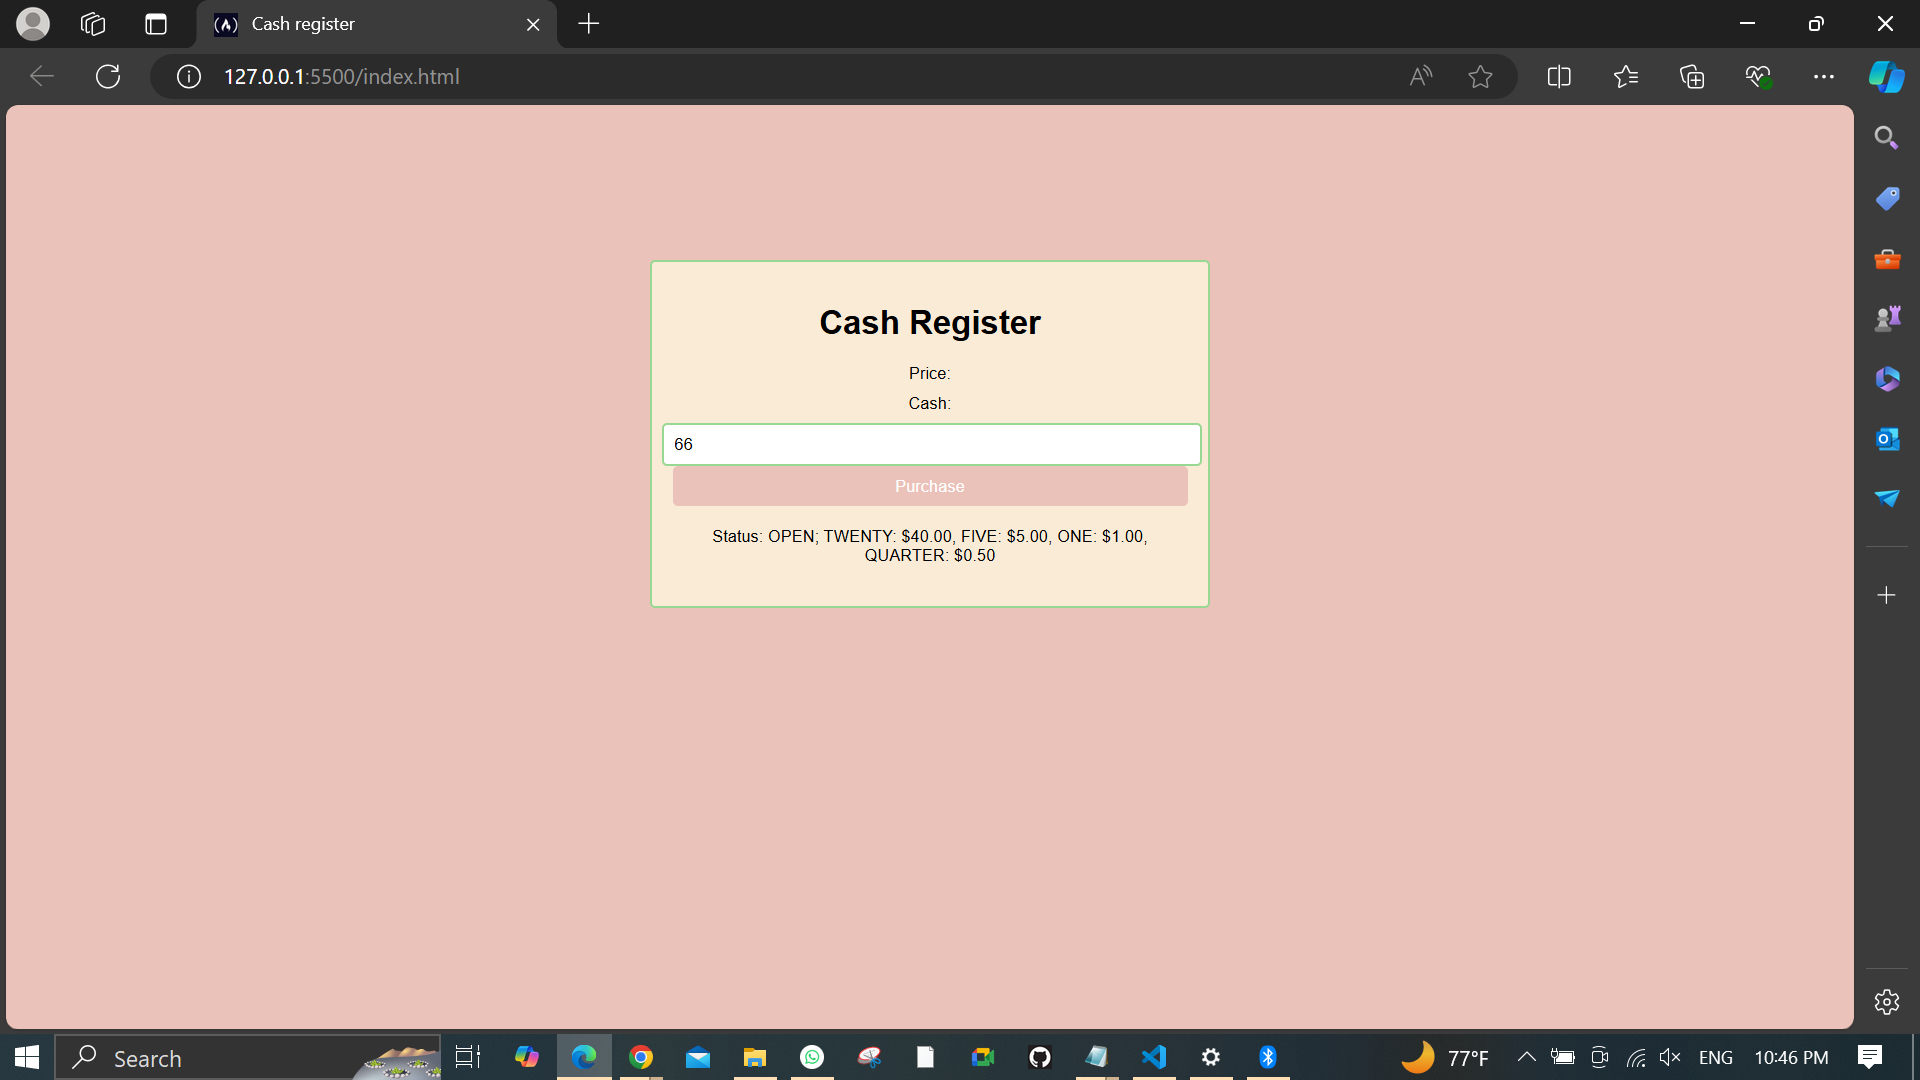 Cash register
127.0.0.1:5500/index.html
Cash Register
Price:
Cash:
66
Purchase
Status: OPEN; TWENTY: $40.00, FIVE: $5.00, ONE: $1.00,
QUARTER: $0.50
Search
77°F
ENG
10:46 PM